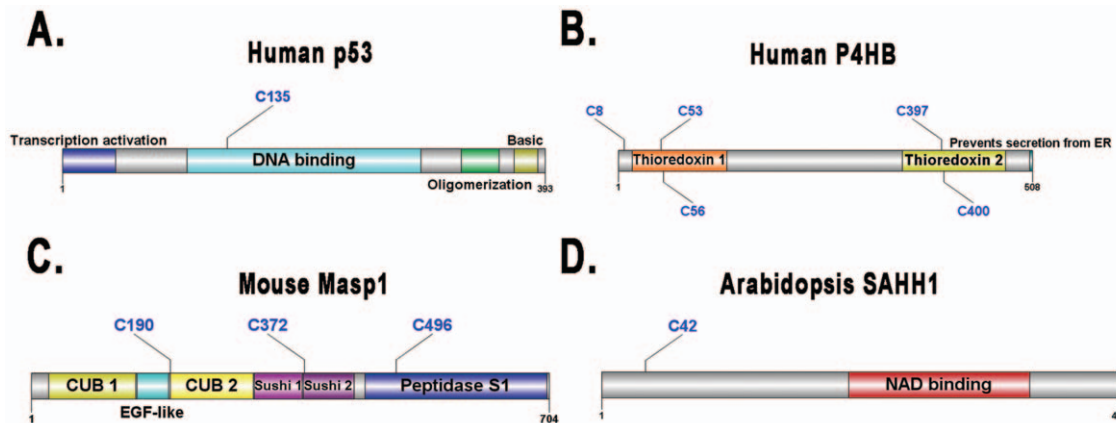 A.
Human p53
C135
Transcription activation
Basic
DNA binding
Oligomerization
1
393
B.
Human P4HB
C8
C53
C397
Prevents secretion from ER
Thioredoxin 1
Thioredoxin 2
1
508
C56
C400
C.
Mouse Masp1
C190
C372
C496
CUB 1
CUB 2
Sushi 1
Sushi 2
Peptidase S1
EGF-like
1
704
D.
Arabidopsis SAHH1
C42
NAD binding
1
4